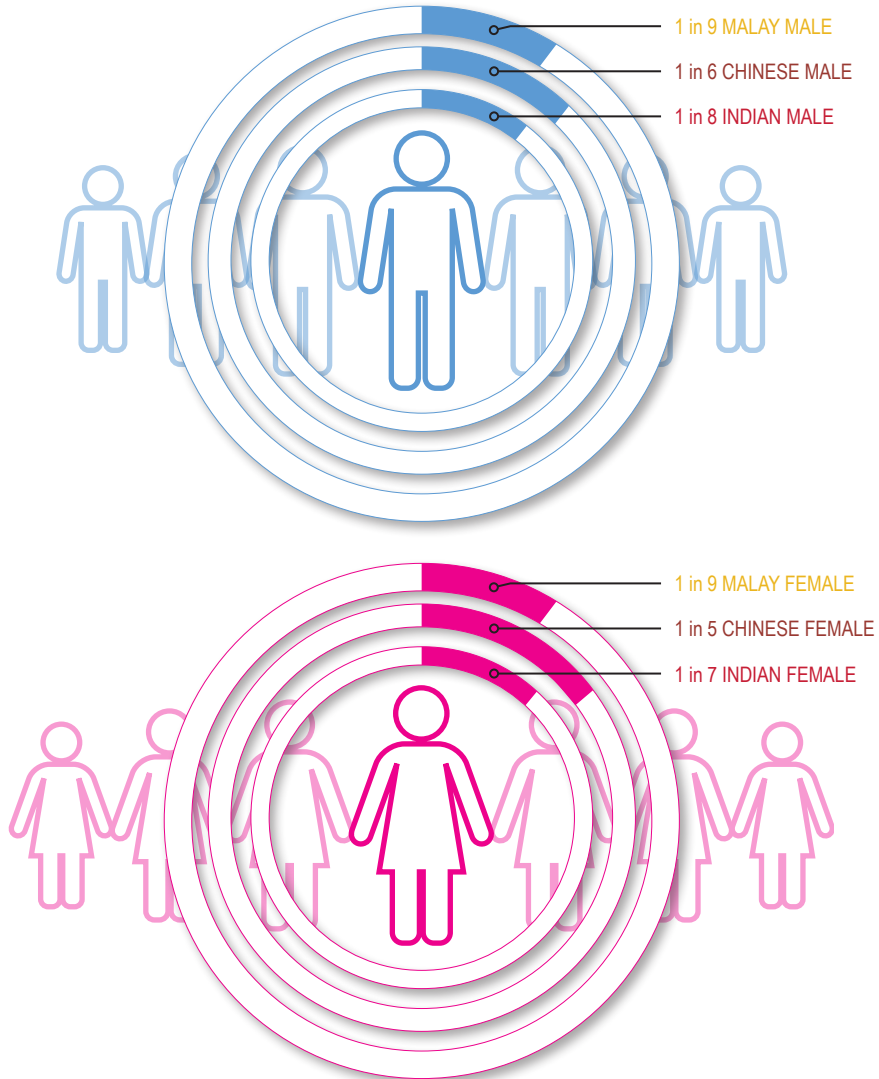 1 in 9 MALAY MALE
1 in 6 CHINESE MALE
1 in 8 INDIAN MALE
1 in 9 MALAY FEMALE
1 in 5 CHINESE FEMALE
1 in 7 INDIAN FEMALE